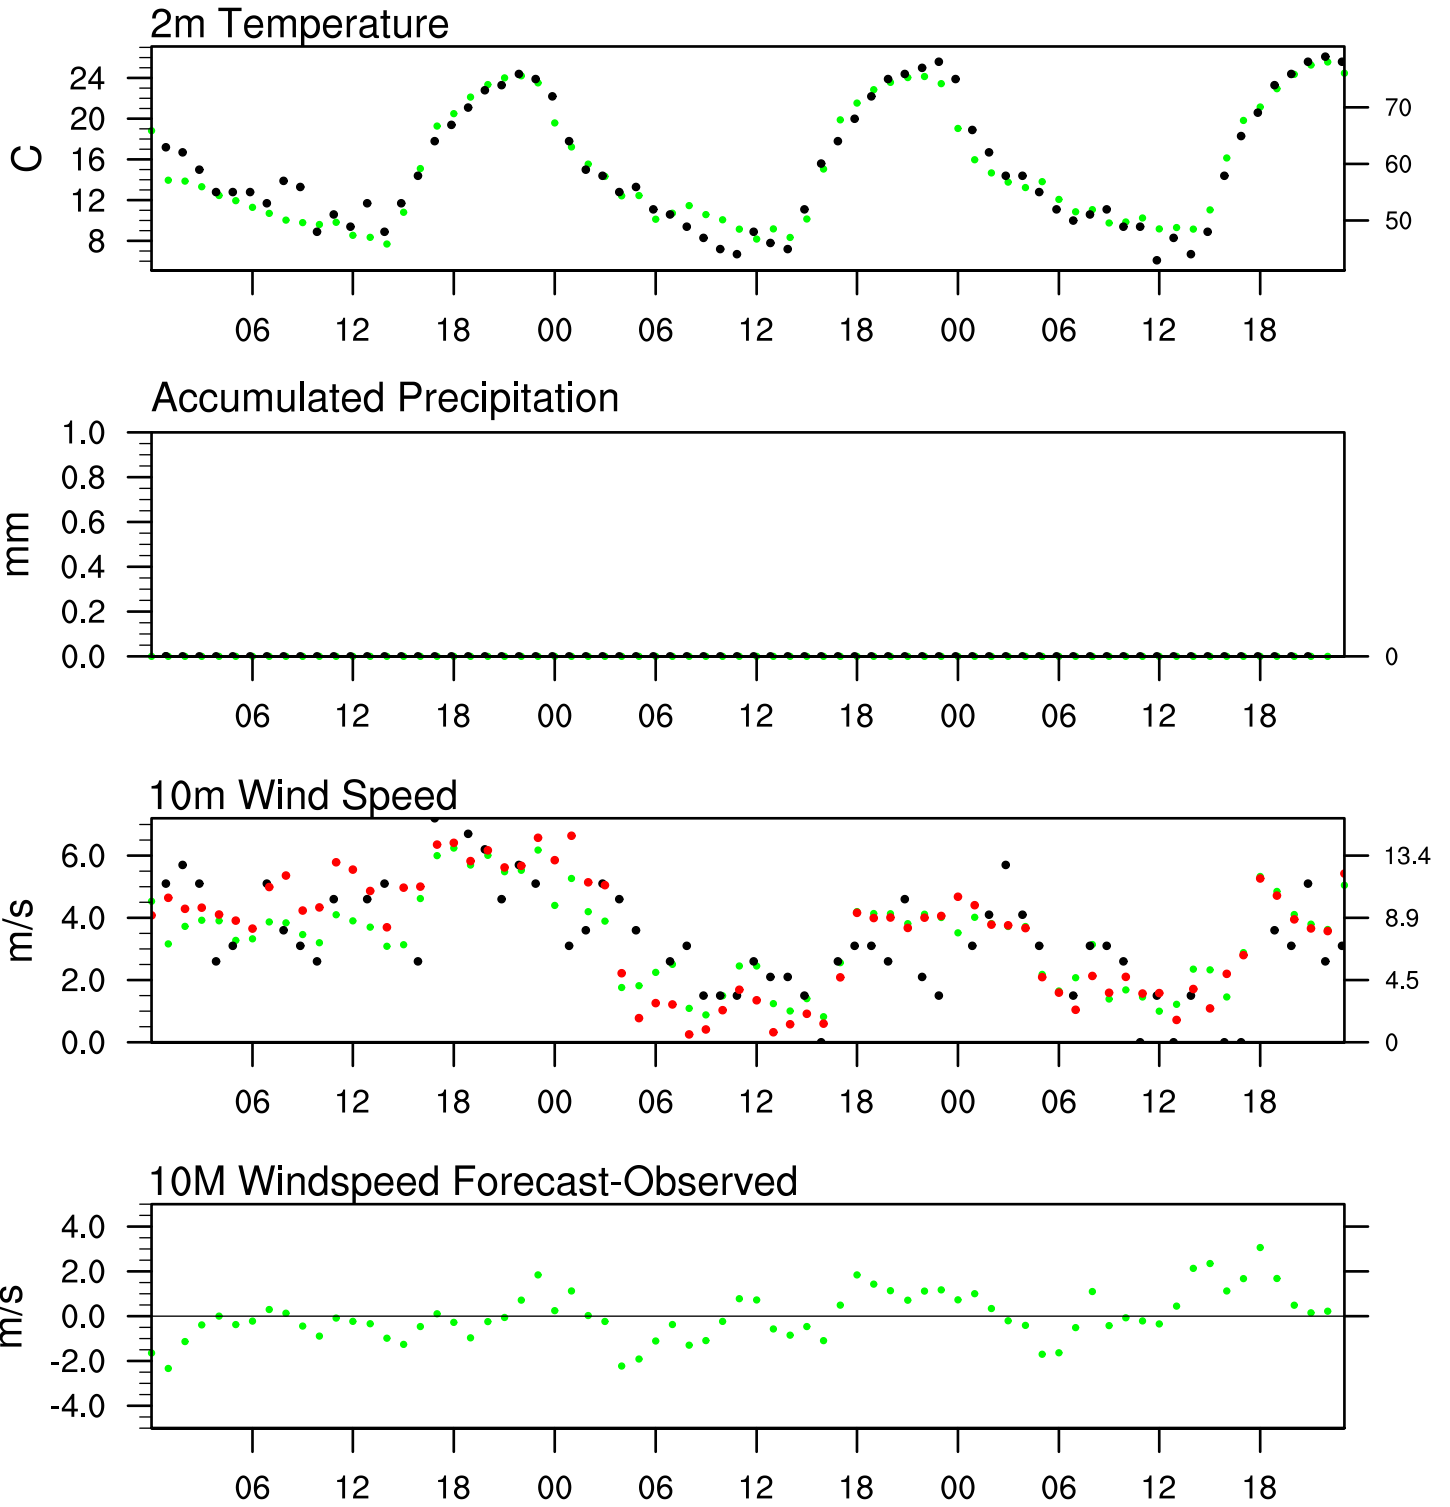 2m Temperature
24
20
16
12
8
C
70
60
50
06 12 18 00 06 12 18 00 06 12 18
Accumulated Precipitation
1.0
0.8
0.6
0.4
0.2
0.0
mm
0
06 12 18 00 06 12 18 00 06 12 18
10m Wind Speed
6.0
4.0
2.0
0.0
m/s
13.4
8.9
4.5
0
06 12 18 00 06 12 18 00 06 12 18
10M Windspeed Forecast-Observed
4.0
2.0
0.0
-2.0
-4.0
m/s
06 12 18 00 06 12 18 00 06 12 18